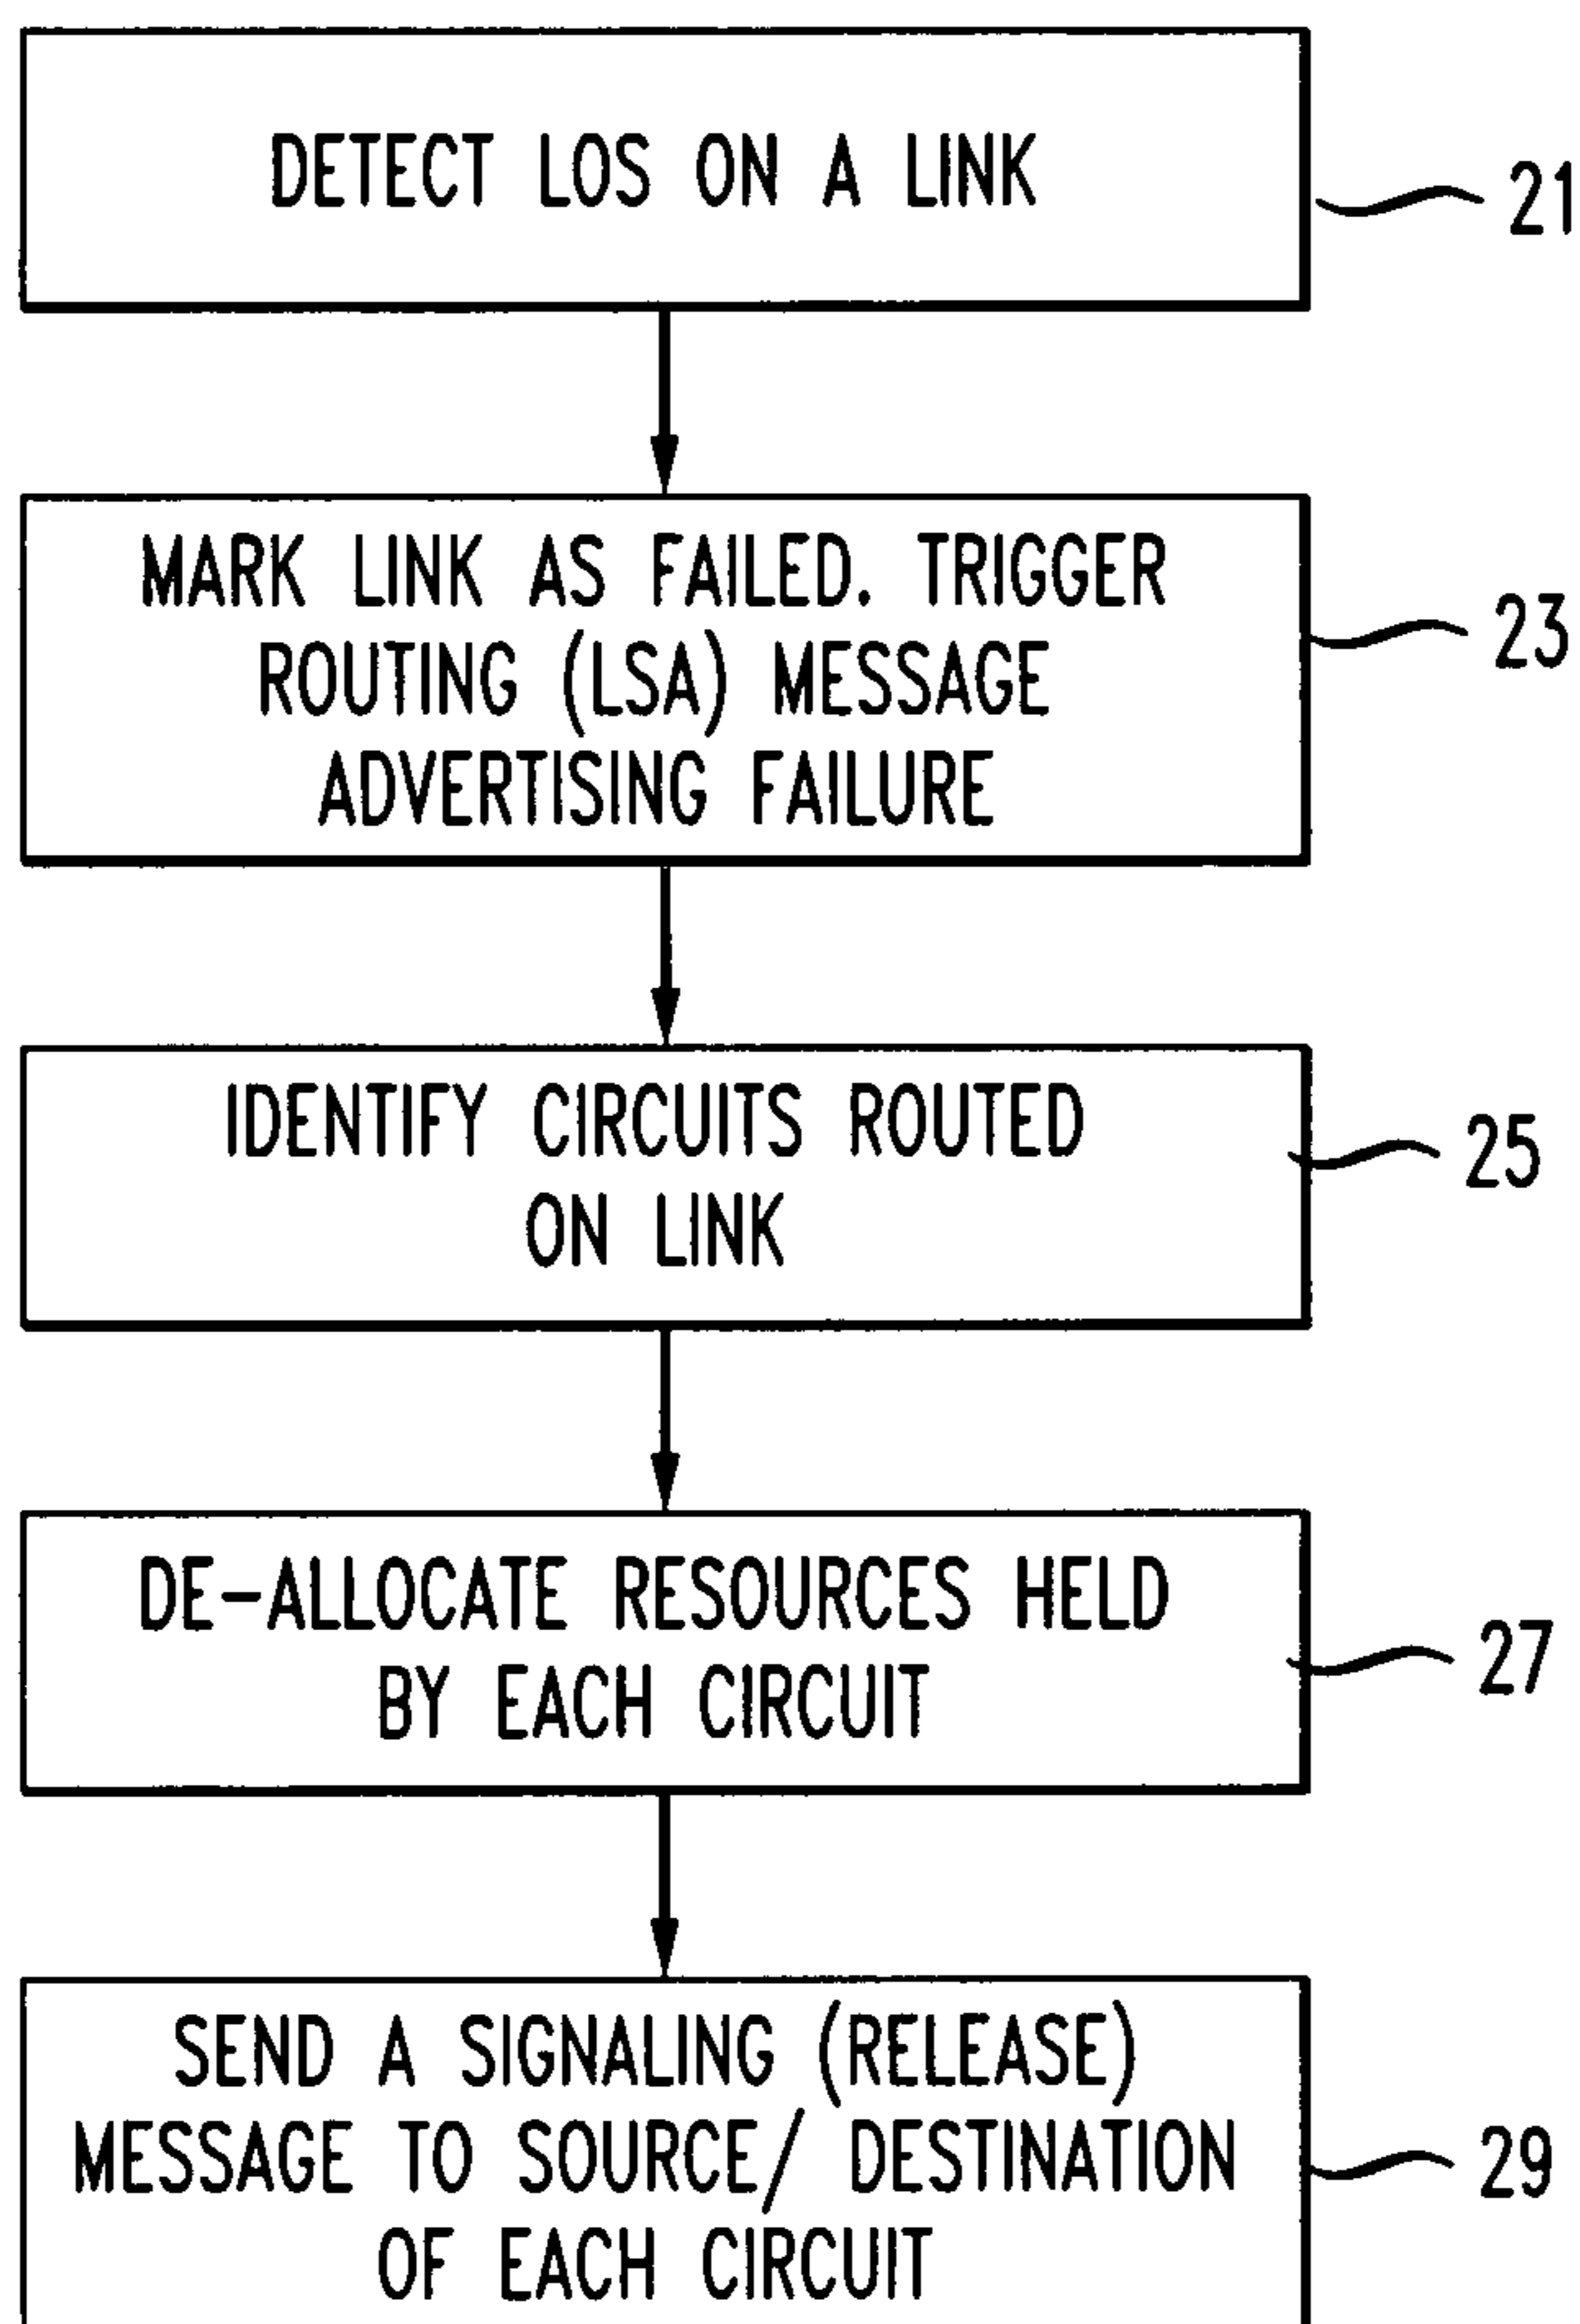 DETECT LOS ON A LINK
21
MARK LINK AS FAILED. TRIGGER
ROUTING (LSA) MESSAGE
ADVERTISING FAILURE
23
IDENTIFY CIRCUITS ROUTED
ON LINK
25
DE-ALLOCATE RESOURCES HELD
BY EACH CIRCUIT
27
SEND A SIGNALING (RELEASE)
MESSAGE TO SOURCE/ DESTINATION
OF EACH CIRCUIT
29